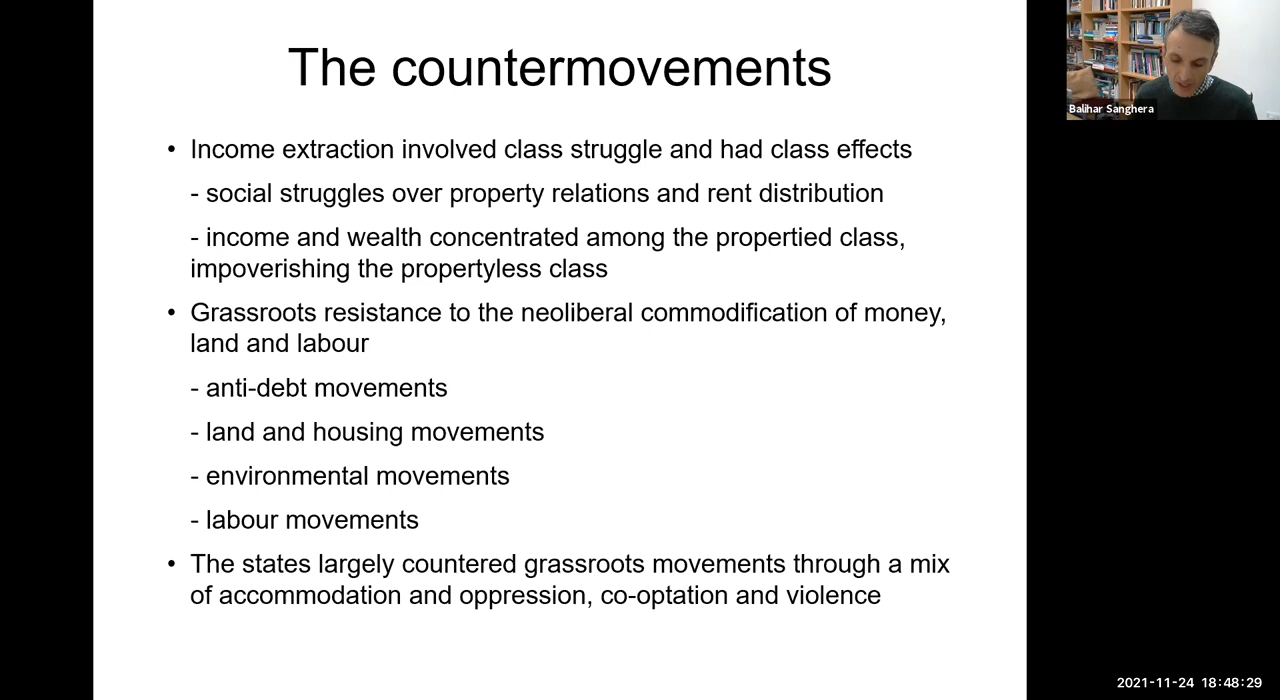 The countermovements
• Income extraction involved class struggle and had class effects
- social struggles over property relations and rent distribution
- income and wealth concentrated among the propertied class,
impoverishing the propertyless class
• Grassroots resistance to the neoliberal commodification of money,
land and labour
- anti-debt movements
- land and housing movements
- environmental movements
- labour movements
• The states largely countered grassroots movements through a mix
of accommodation and oppression, co-optation and violence
Balihar Sanghera
2021-11-24 18:48:29